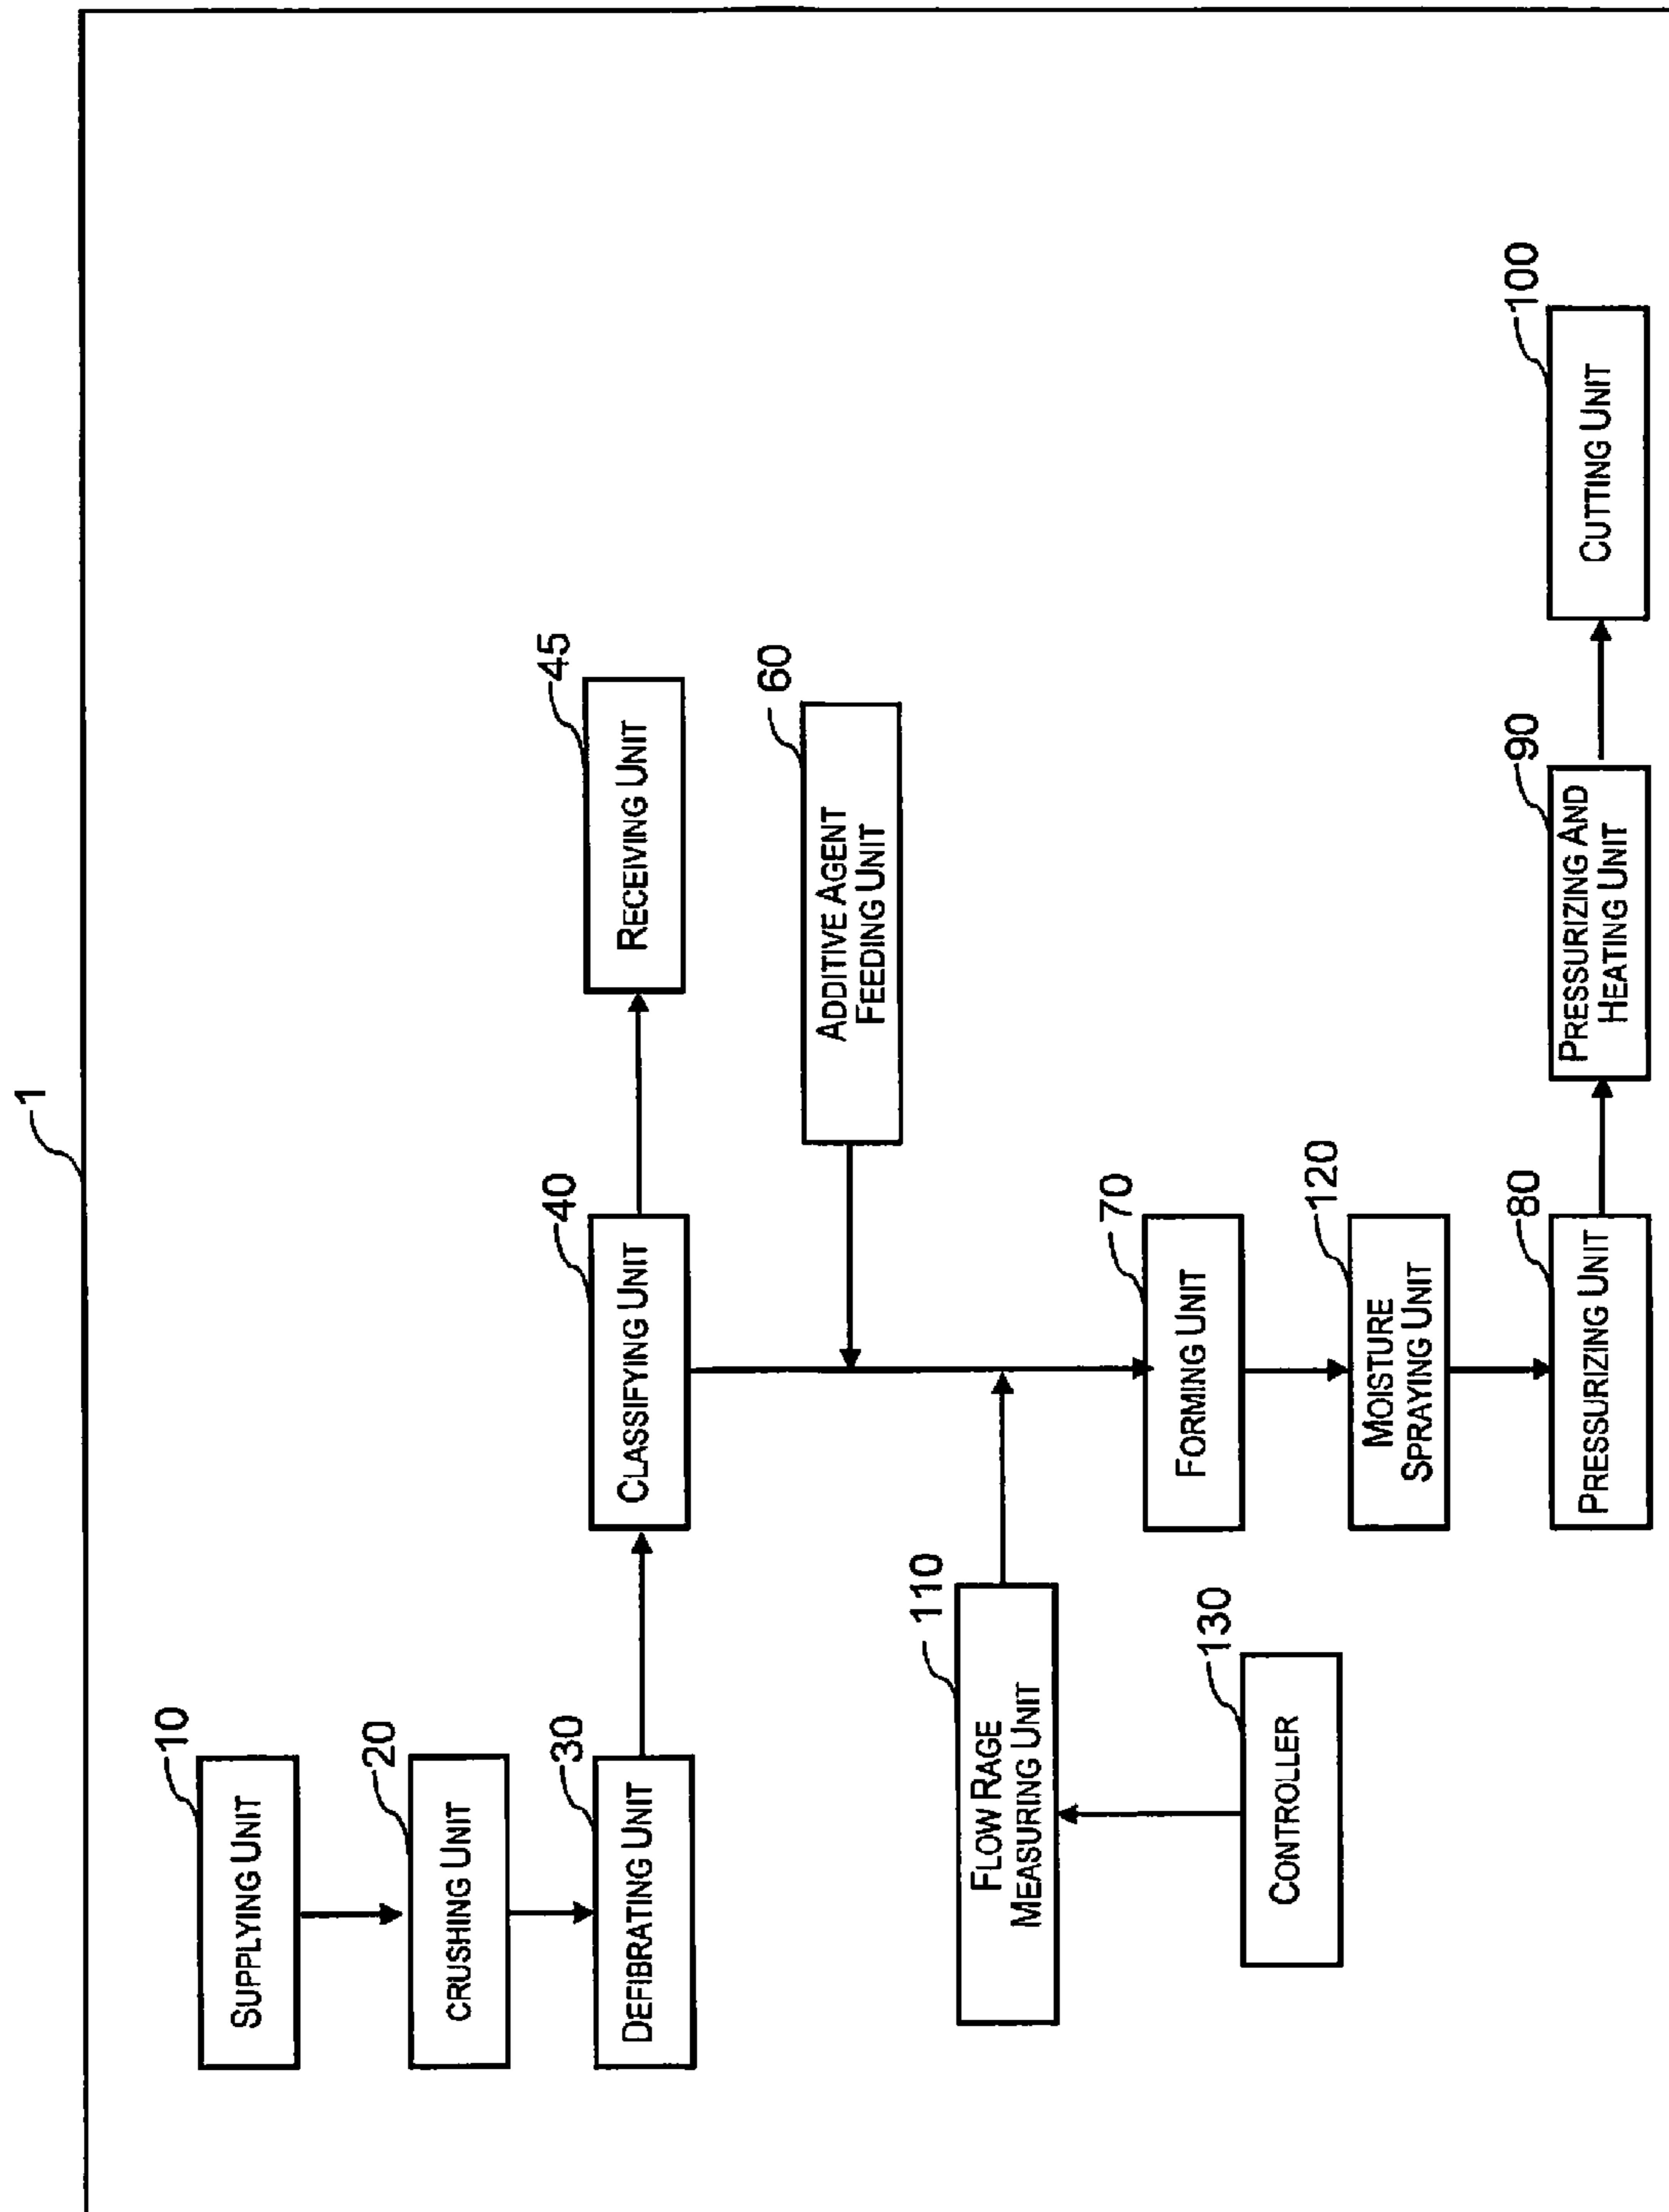 1
10
SUPPLYING UNIT
20
CRUSHING UNIT
30
DEFIBRATING UNIT
40
CLASSIFYING UNIT
45
RECEIVING UNIT
60
ADDITIVE AGENT
FEEDING UNIT
110
FLOW RAGE
MEASURING UNIT
130
CONTROLLER
70
FORMING UNIT
120
MOISTURE
SPRAYING UNIT
80
PRESSURIZING UNIT
90
PRESSURIZING AND
HEATING UNIT
100
CUTTING UNIT